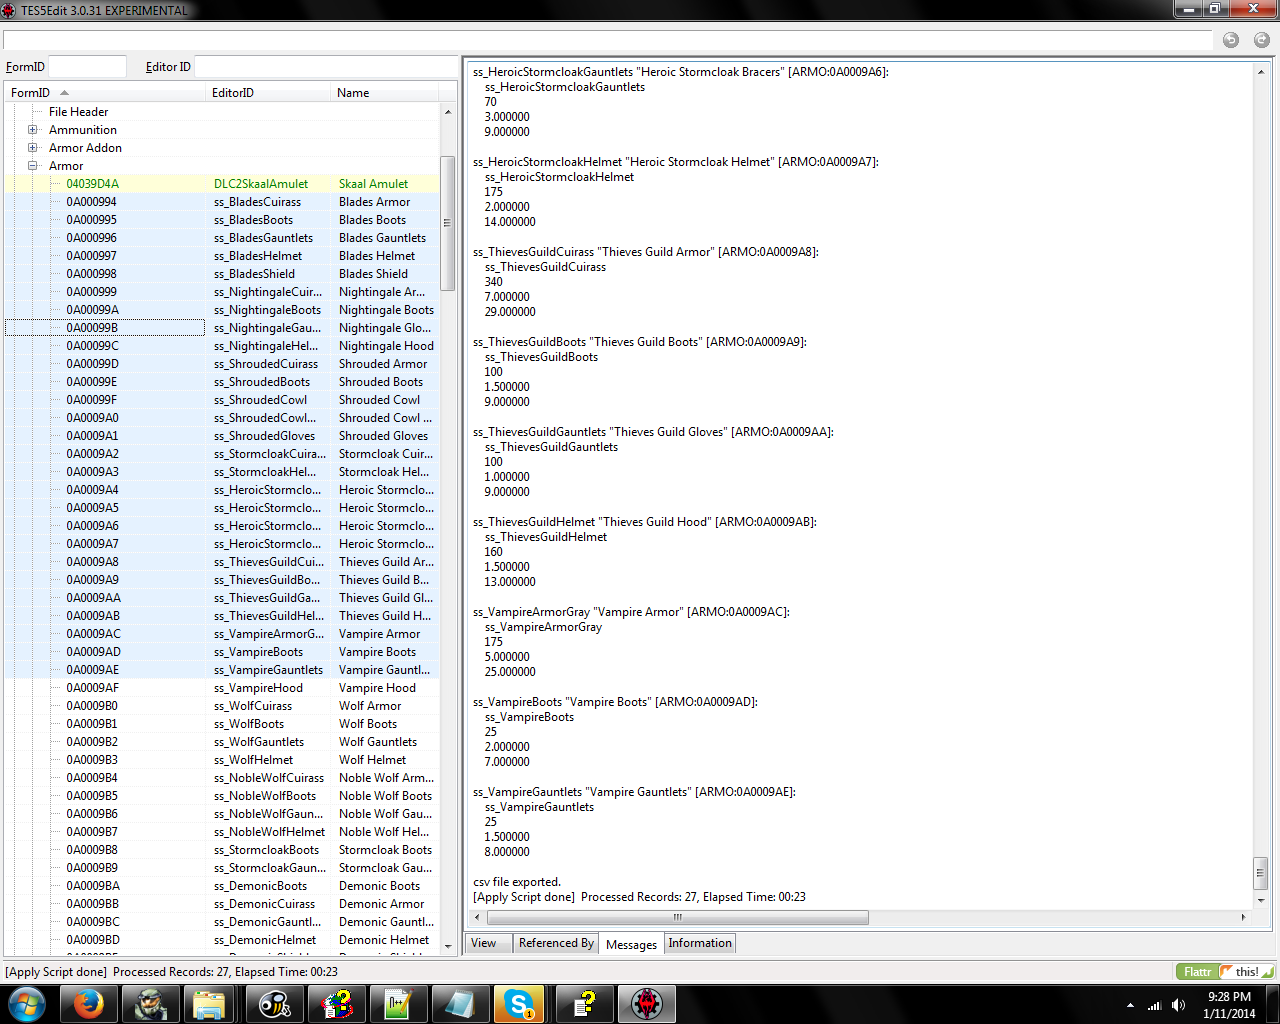 TES5Edit 3.0.31 EXPERIMENTAL
FormID
Editor ID
FormID EditorID Name
File Header
Ammunition
Armor Addon
Armor
04039D4A DLC2SkaalAmulet Skaal Amulet
0A000994 ss_BladesCuirass Blades Armor
0A000995 ss_BladesBoots Blades Boots
0A000996 ss_BladesGauntlets Blades Gauntlets
0A000997 ss_BladesHelmet Blades Helmet
0A000998 ss_BladesShield Blades Shield
0A000999 ss_NightingaleCuir... Nightingale Ar...
0A00099A ss_NightingaleBoots Nightingale Boots
0A00099B ss_NightingaleGau... Nightingale Glo...
0A00099C ss_NightingaleHel... Nightingale Hood
0A00099D ss_ShroudedCuirass Shrouded Armor
0A00099E ss_ShroudedBoots Shrouded Boots
0A00099F ss_ShroudedCowl Shrouded Cowl
0A0009A0 ss_ShroudedCowl... Shrouded Cowl ...
0A0009A1 ss_ShroudedGloves Shrouded Gloves
0A0009A2 ss_StormcloakCuira... Stormcloak Cuir...
0A0009A3 ss_StormcloakHel... Stormcloak Hel...
0A0009A4 ss_HeroicStormclo... Heroic Stormclo...
0A0009A5 ss_HeroicStormclo... Heroic Stormclo...
0A0009A6 ss_HeroicStormclo... Heroic Stormclo...
0A0009A7 ss_HeroicStormclo... Heroic Stormclo...
0A0009A8 ss_ThievesGuildCui... Thieves Guild Ar...
0A0009A9 ss_ThievesGuildBo... Thieves Guild B...
0A0009AA ss_ThievesGuildGa... Thieves Guild Gl...
0A0009AB ss_ThievesGuildHel... Thieves Guild H...
0A0009AC ss_VampireArmorG... Vampire Armor
0A0009AD ss_VampireBoots Vampire Boots
0A0009AE ss_VampireGauntlets Vampire Gauntl...
0A0009AF ss_VampireHood Vampire Hood
0A0009B0 ss_WolfCuirass Wolf Armor
0A0009B1 ss_WolfBoots Wolf Boots
0A0009B2 ss_WolfGauntlets Wolf Gauntlets
0A0009B3 ss_WolfHelmet Wolf Helmet
0A0009B4 ss_NobleWolfCuirass Noble Wolf Arm...
0A0009B5 ss_NobleWolfBoots Noble Wolf Boots
0A0009B6 ss_NobleWolfGaun... Noble Wolf Gau...
0A0009B7 ss_NobleWolfHelmet Noble Wolf Hel...
0A0009B8 ss_StormcloakBoots Stormcloak Boots
0A0009B9 ss_StormcloakGaun... Stormcloak Gau...
0A0009BA ss_DemonicBoots Demonic Boots
0A0009BB ss_DemonicCuirass Demonic Armor
0A0009BC ss_DemonicGauntl... Demonic Gauntl...
0A0009BD ss_DemonicHelmet Demonic Helmet
ss_HeroicStormcloakGauntlets "Heroic Stormcloak Bracers" [ARMO:0A0009A6]:
ss_HeroicStormcloakGauntlets
70
3.000000
9.000000
ss_HeroicStormcloakHelmet "Heroic Stormcloak Helmet" [ARMO:0A0009A7]:
ss_HeroicStormcloakHelmet
175
2.000000
14.000000
ss_ThievesGuildCuirass "Thieves Guild Armor" [ARMO:0A0009A8]:
ss_ThievesGuildCuirass
340
7.000000
29.000000
ss_ThievesGuildBoots "Thieves Guild Boots" [ARMO:0A0009A9]:
ss_ThievesGuildBoots
100
1.500000
9.000000
ss_ThievesGuildGauntlets "Thieves Guild Gloves" [ARMO:0A0009AA]:
ss_ThievesGuildGauntlets
100
1.000000
9.000000
ss_ThievesGuildHelmet "Thieves Guild Hood" [ARMO:0A0009AB]:
ss_ThievesGuildHelmet
160
1.500000
13.000000
ss_VampireArmorGray "Vampire Armor" [ARMO:0A0009AC]:
ss_VampireArmorGray
175
5.000000
25.000000
ss_VampireBoots "Vampire Boots" [ARMO:0A0009AD]:
ss_VampireBoots
25
2.000000
7.000000
ss_VampireGauntlets "Vampire Gauntlets" [ARMO:0A0009AE]:
ss_VampireGauntlets
25
1.500000
8.000000
csv file exported.
[Apply Script done] Processed Records: 27, Elapsed Time: 00:23
View Referenced By Messages Information
[Apply Script done] Processed Records: 27, Elapsed Time: 00:23
Flattr this!
9:28 PM
1/11/2014